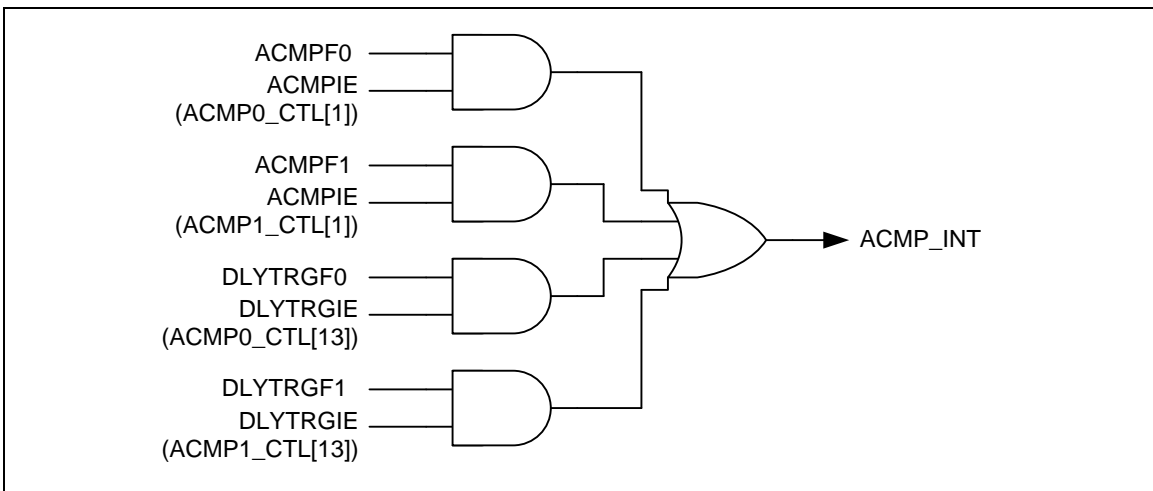 ACMPF0
ACMPIE
(ACMP0_CTL[1])
ACMPF1
ACMPIE
(ACMP1_CTL[1])
DLYTRGF0
DLYTRGIE
(ACMP0_CTL[13])
DLYTRGF1
DLYTRGIE
(ACMP1_CTL[13])
ACMP_INT